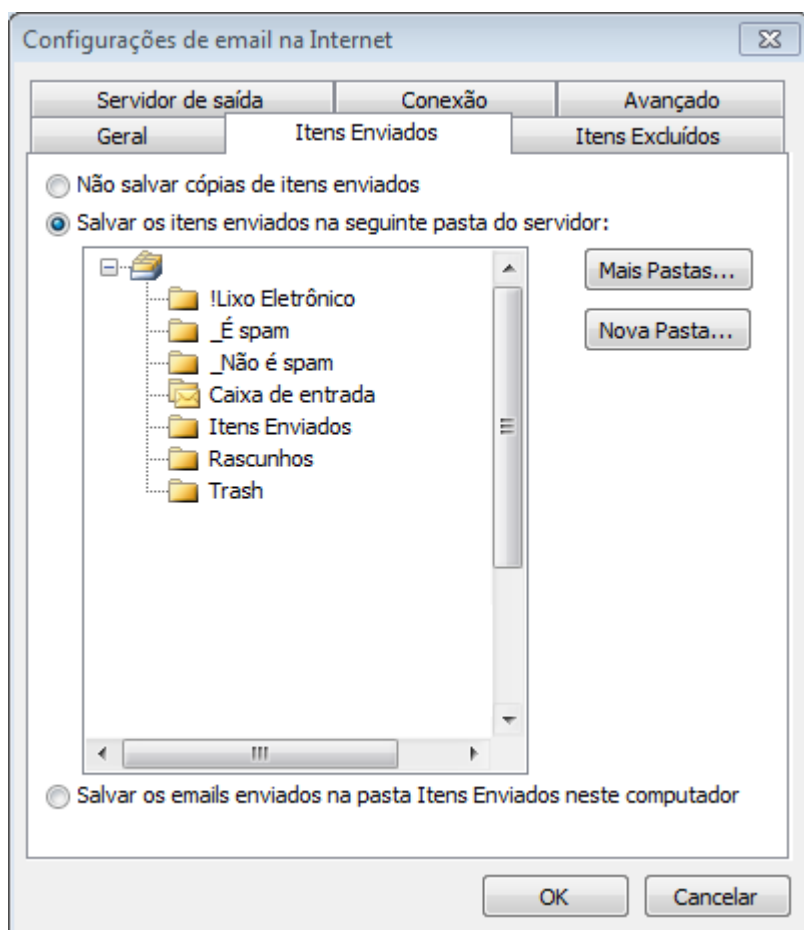 Configurações de email na Internet
Servidor de saída Conexão Avançado
Geral Itens Enviados Itens Excluídos
Não salvar cópias de itens enviados
Salvar os itens enviados na seguinte pasta do servidor:
Mais Pastas...
!Lixo Eletrônico
_É spam
Nova Pasta...
_Não é spam
Caixa de entrada
Itens Enviados
Rascunhos
Trash
Salvar os emails enviados na pasta Itens Enviados neste computador
OK Cancelar